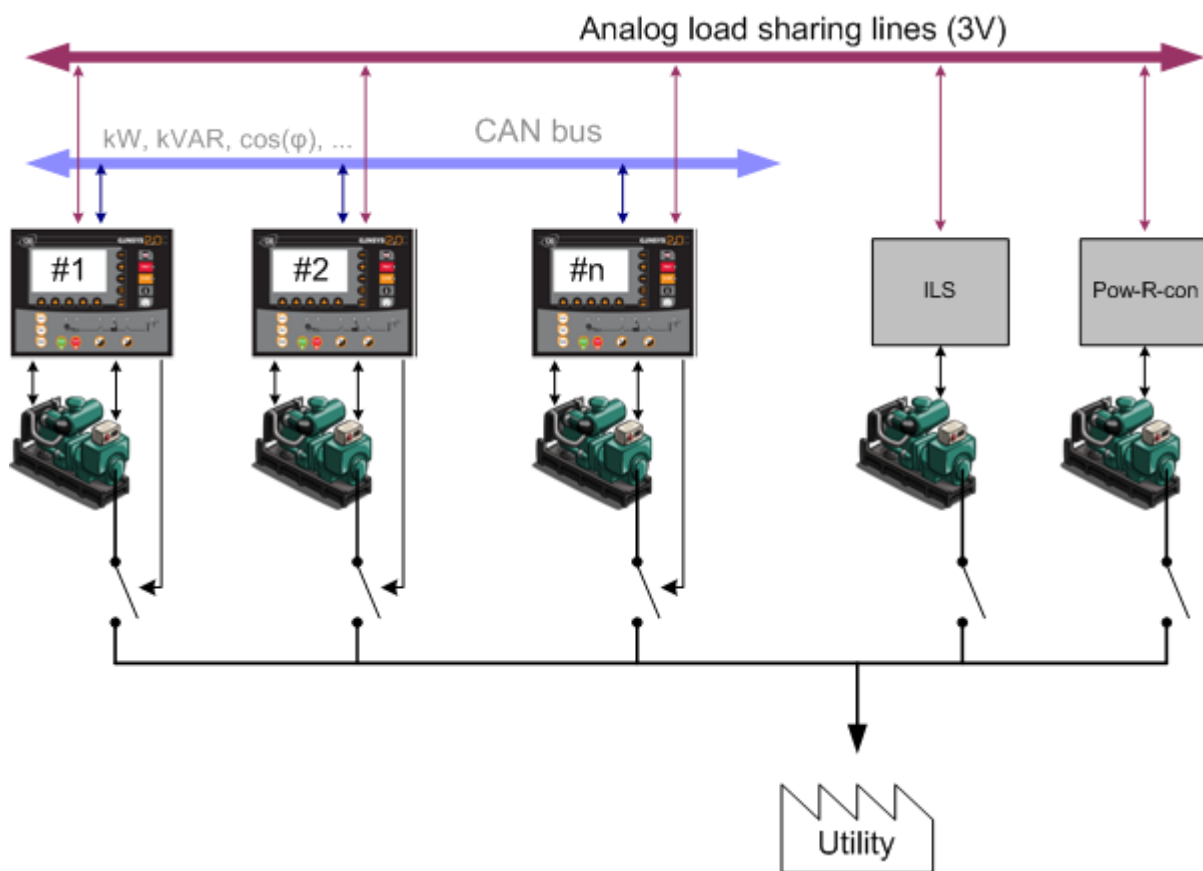 Analog load sharing lines (3V)
kW, kVAR, cos(φ), ...
CAN bus
#1
#2
#n
ILS
Pow-R-con
Utility